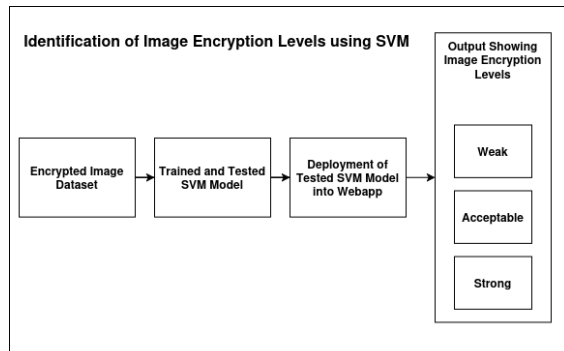 Identification of Image Encryption Levels using SVM
Encrypted Image
Dataset
Trained and Tested
SVM Model
Deployment of
Tested SVM Model
into Webapp
Output Showing
Image Encryption
Levels
Weak
Acceptable
Strong